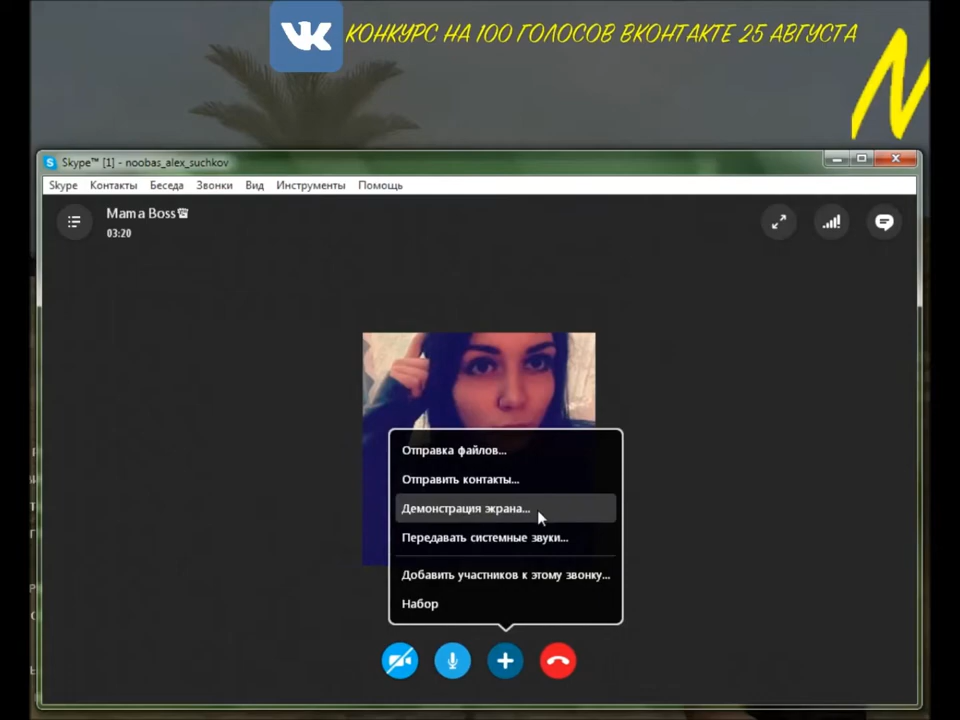 КОНКУРС НА 100 ГОЛОСОВ ВКОНТАКТЕ 25 АВГУСТА
Skype™ [1] - noobas_alex_suchkov
Skype Контакты Беседа Звонки Вид Инструменты Помощь
Mama Boss☎
03:20
Отправка файлов...
Отправить контакты...
Демонстрация экрана...
Передавать системные звуки...
Добавить участников к этому звонку...
Набор